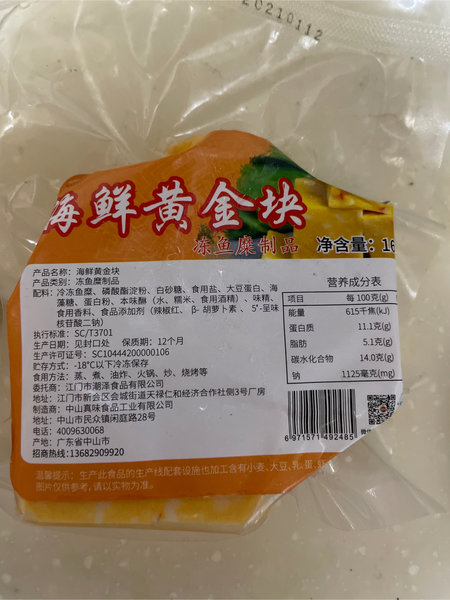 20210112
海鲜黄金块
冻鱼糜制品 净含量：16
产品名称：海鲜黄金块
产品类别：冻鱼糜制品
配料：冷冻鱼糜、磷酸酯淀粉、白砂糖、食用盐、大豆蛋白、海
藻糖、蛋白粉、本味醂（水、糯米、食用酒精）、味精、
食用香料、食品添加剂（辣椒红、β-胡萝卜素、5'-呈味
核苷酸二钠）
执行标准：SC/T3701
生产日期：见封口处 保质期：12个月
生产许可证号：SC10444200000106
贮存方式：-18℃以下冷冻保存
食用方法：蒸、煮、油炸、火锅、炒、烧烤等
委托商：江门市潮泽食品有限公司
地址：江门市新会区会城街道天禄仁和经济合作社侧3号厂房
制造商：中山真味食品工业有限公司
地址：中山市民众镇闲庭路28号
电话：4009630068
产地：广东省中山市
招商热线：13682909920
营养成分表
项目 每 100克(g)
能量 615千焦(kJ)
蛋白质 11.1克(g)
脂肪 5.1克(g)
碳水化合物 14.0克(g)
钠 1125毫克(mg)
6 971571 492485
温馨提示：生产此食品的生产线配套设施也加工含有小麦、大豆、乳、蛋、
图片仅供参考，请以实物为准。